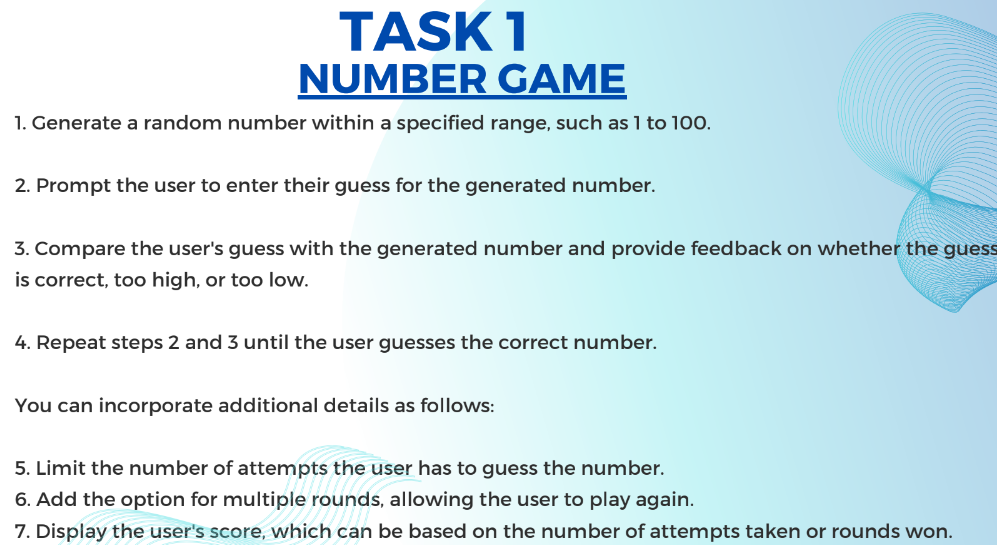 TASK 1
NUMBER GAME
1. Generate a random number within a specified range, such as 1 to 100.
2. Prompt the user to enter their guess for the generated number.
3. Compare the user's guess with the generated number and provide feedback on whether the guess
is correct, too high, or too low.
4. Repeat steps 2 and 3 until the user guesses the correct number.
You can incorporate additional details as follows:
5. Limit the number of attempts the user has to guess the number.
6. Add the option for multiple rounds, allowing the user to play again.
7. Display the user's score, which can be based on the number of attempts taken or rounds won.